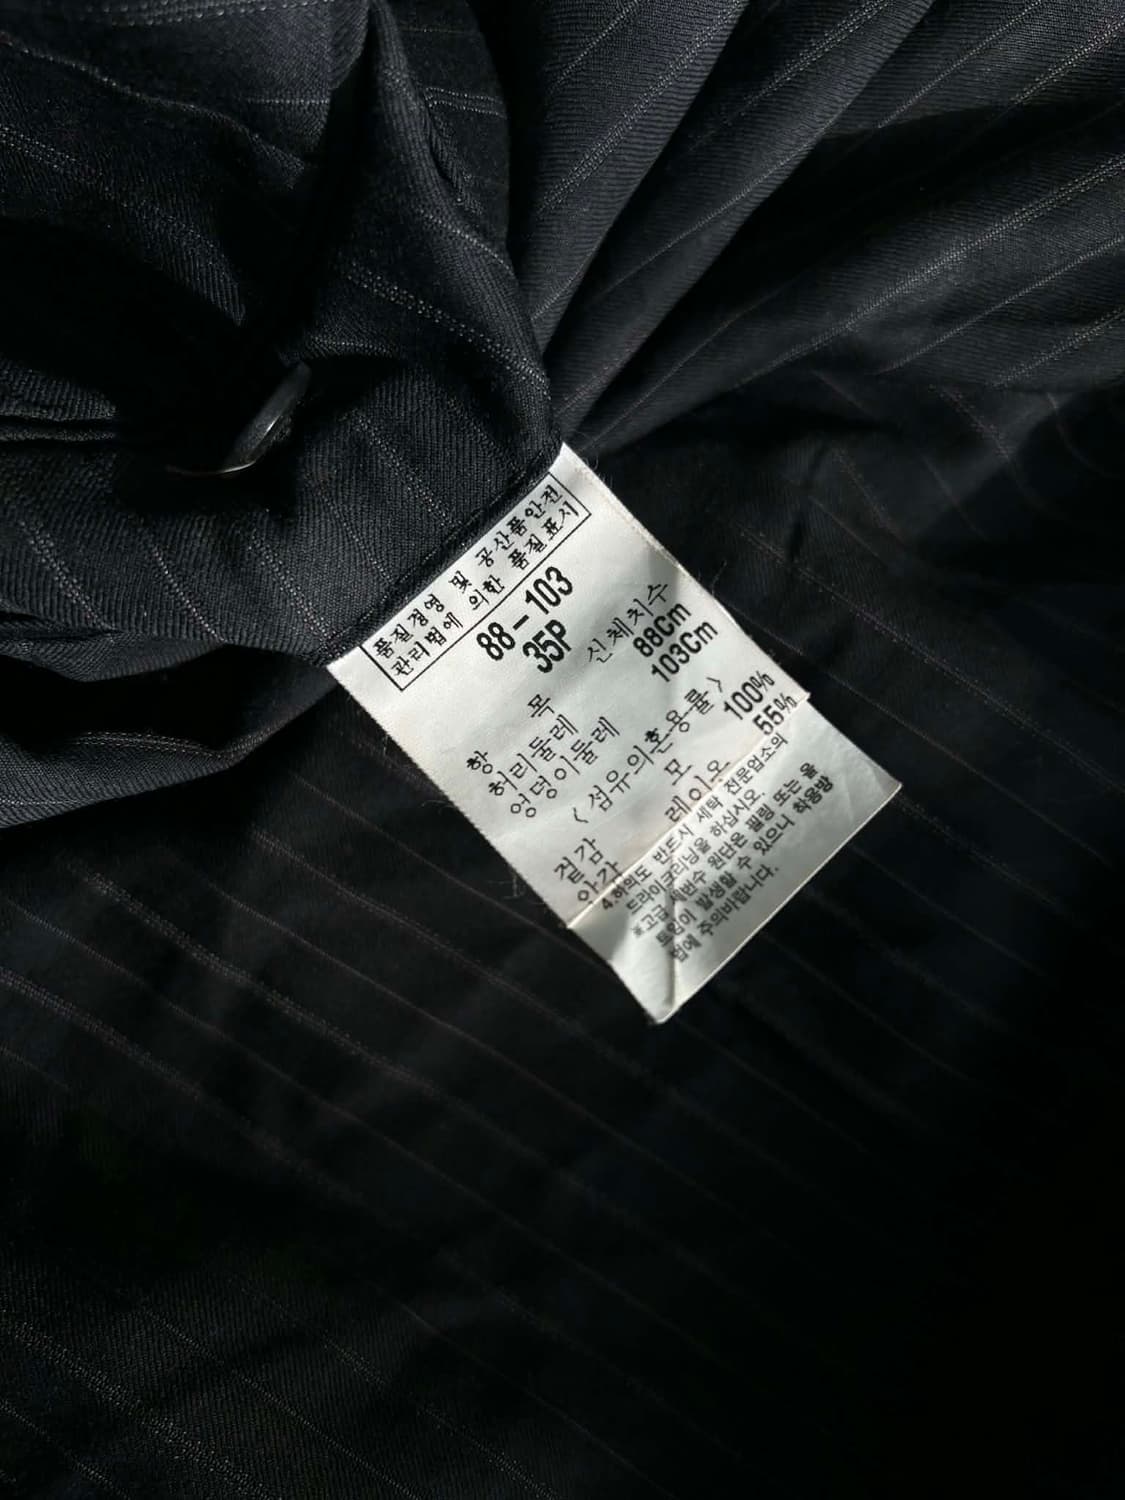 품질경영 및 공산품안전
관리법에 의한 품질표시
88-103
35P
항 목 신체치수
허리둘레 88Cm
엉덩이둘레 103Cm
<섬유의혼용률>
겉감 모 100%
안감 레이오 55%
4.하의도 반드시 세탁 전문업소의
드라이크리닝을 하십시오.
※고급 세번수 원단은 필링 또는 올
트임이 발생할 수 있으니 착용방
법에 주의바랍니다.